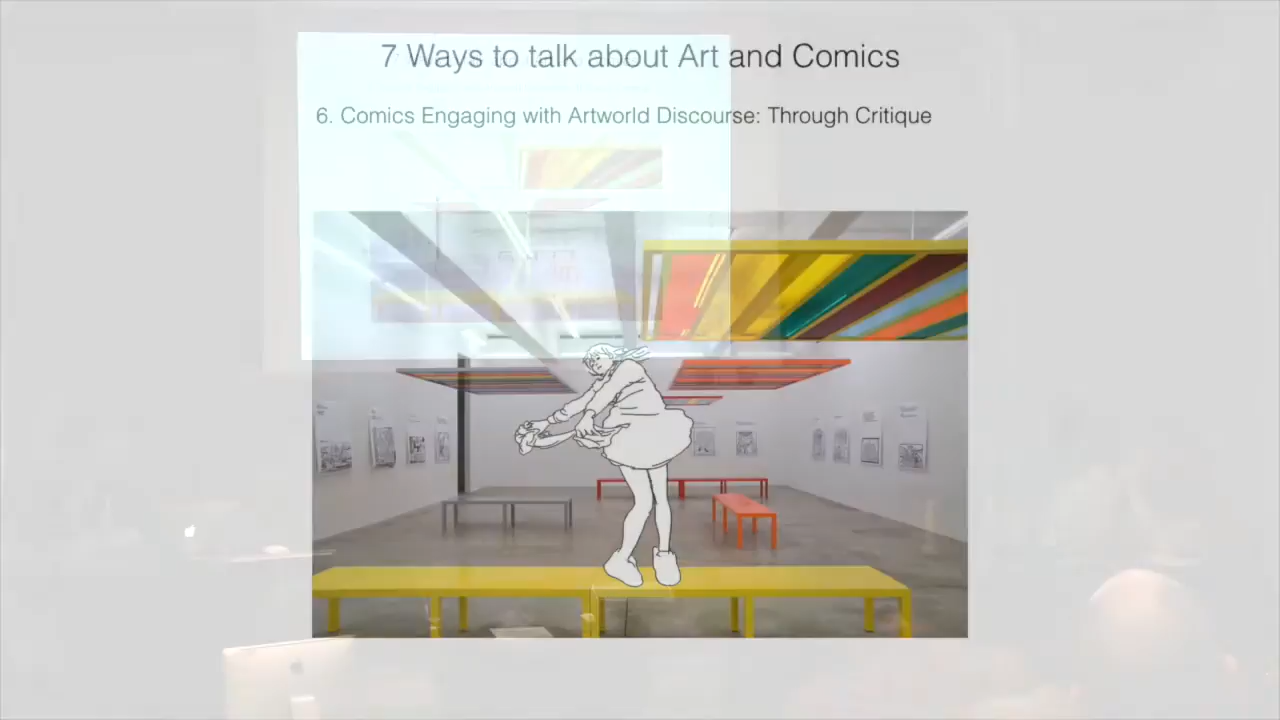 7 Ways to talk about Art and Comics
6. Comics Engaging with Artworld Discourse: Through Critique